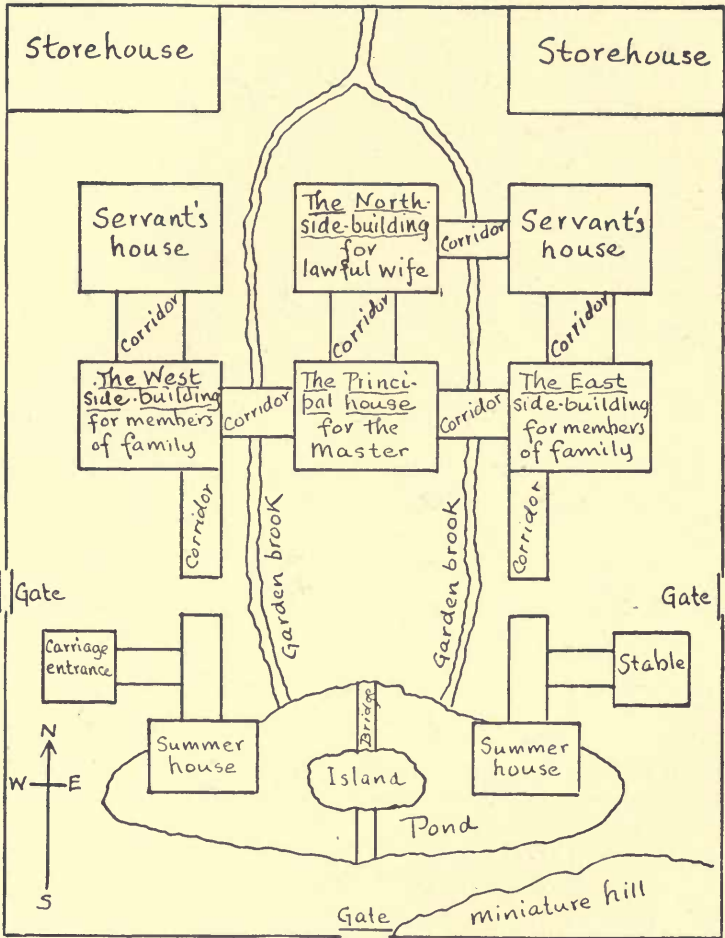 Storehouse
Storehouse
Servant's
house
The North-
side-building
for
lawful wife
Corridor
Servant's
house
Corridor
Corridor
Corridor
The West
side-building
for members
of family
Corridor
The Princi-
pal house
for the
Master
Corridor
The East
side-building
for members
of family
Corridor
Garden brook
Garden brook
Corridor
Gate
Gate
Carriage
entrance
Stable
Bridge
Summer
house
Summer
house
N
W
E
S
Island
Pond
miniature hill
Gate